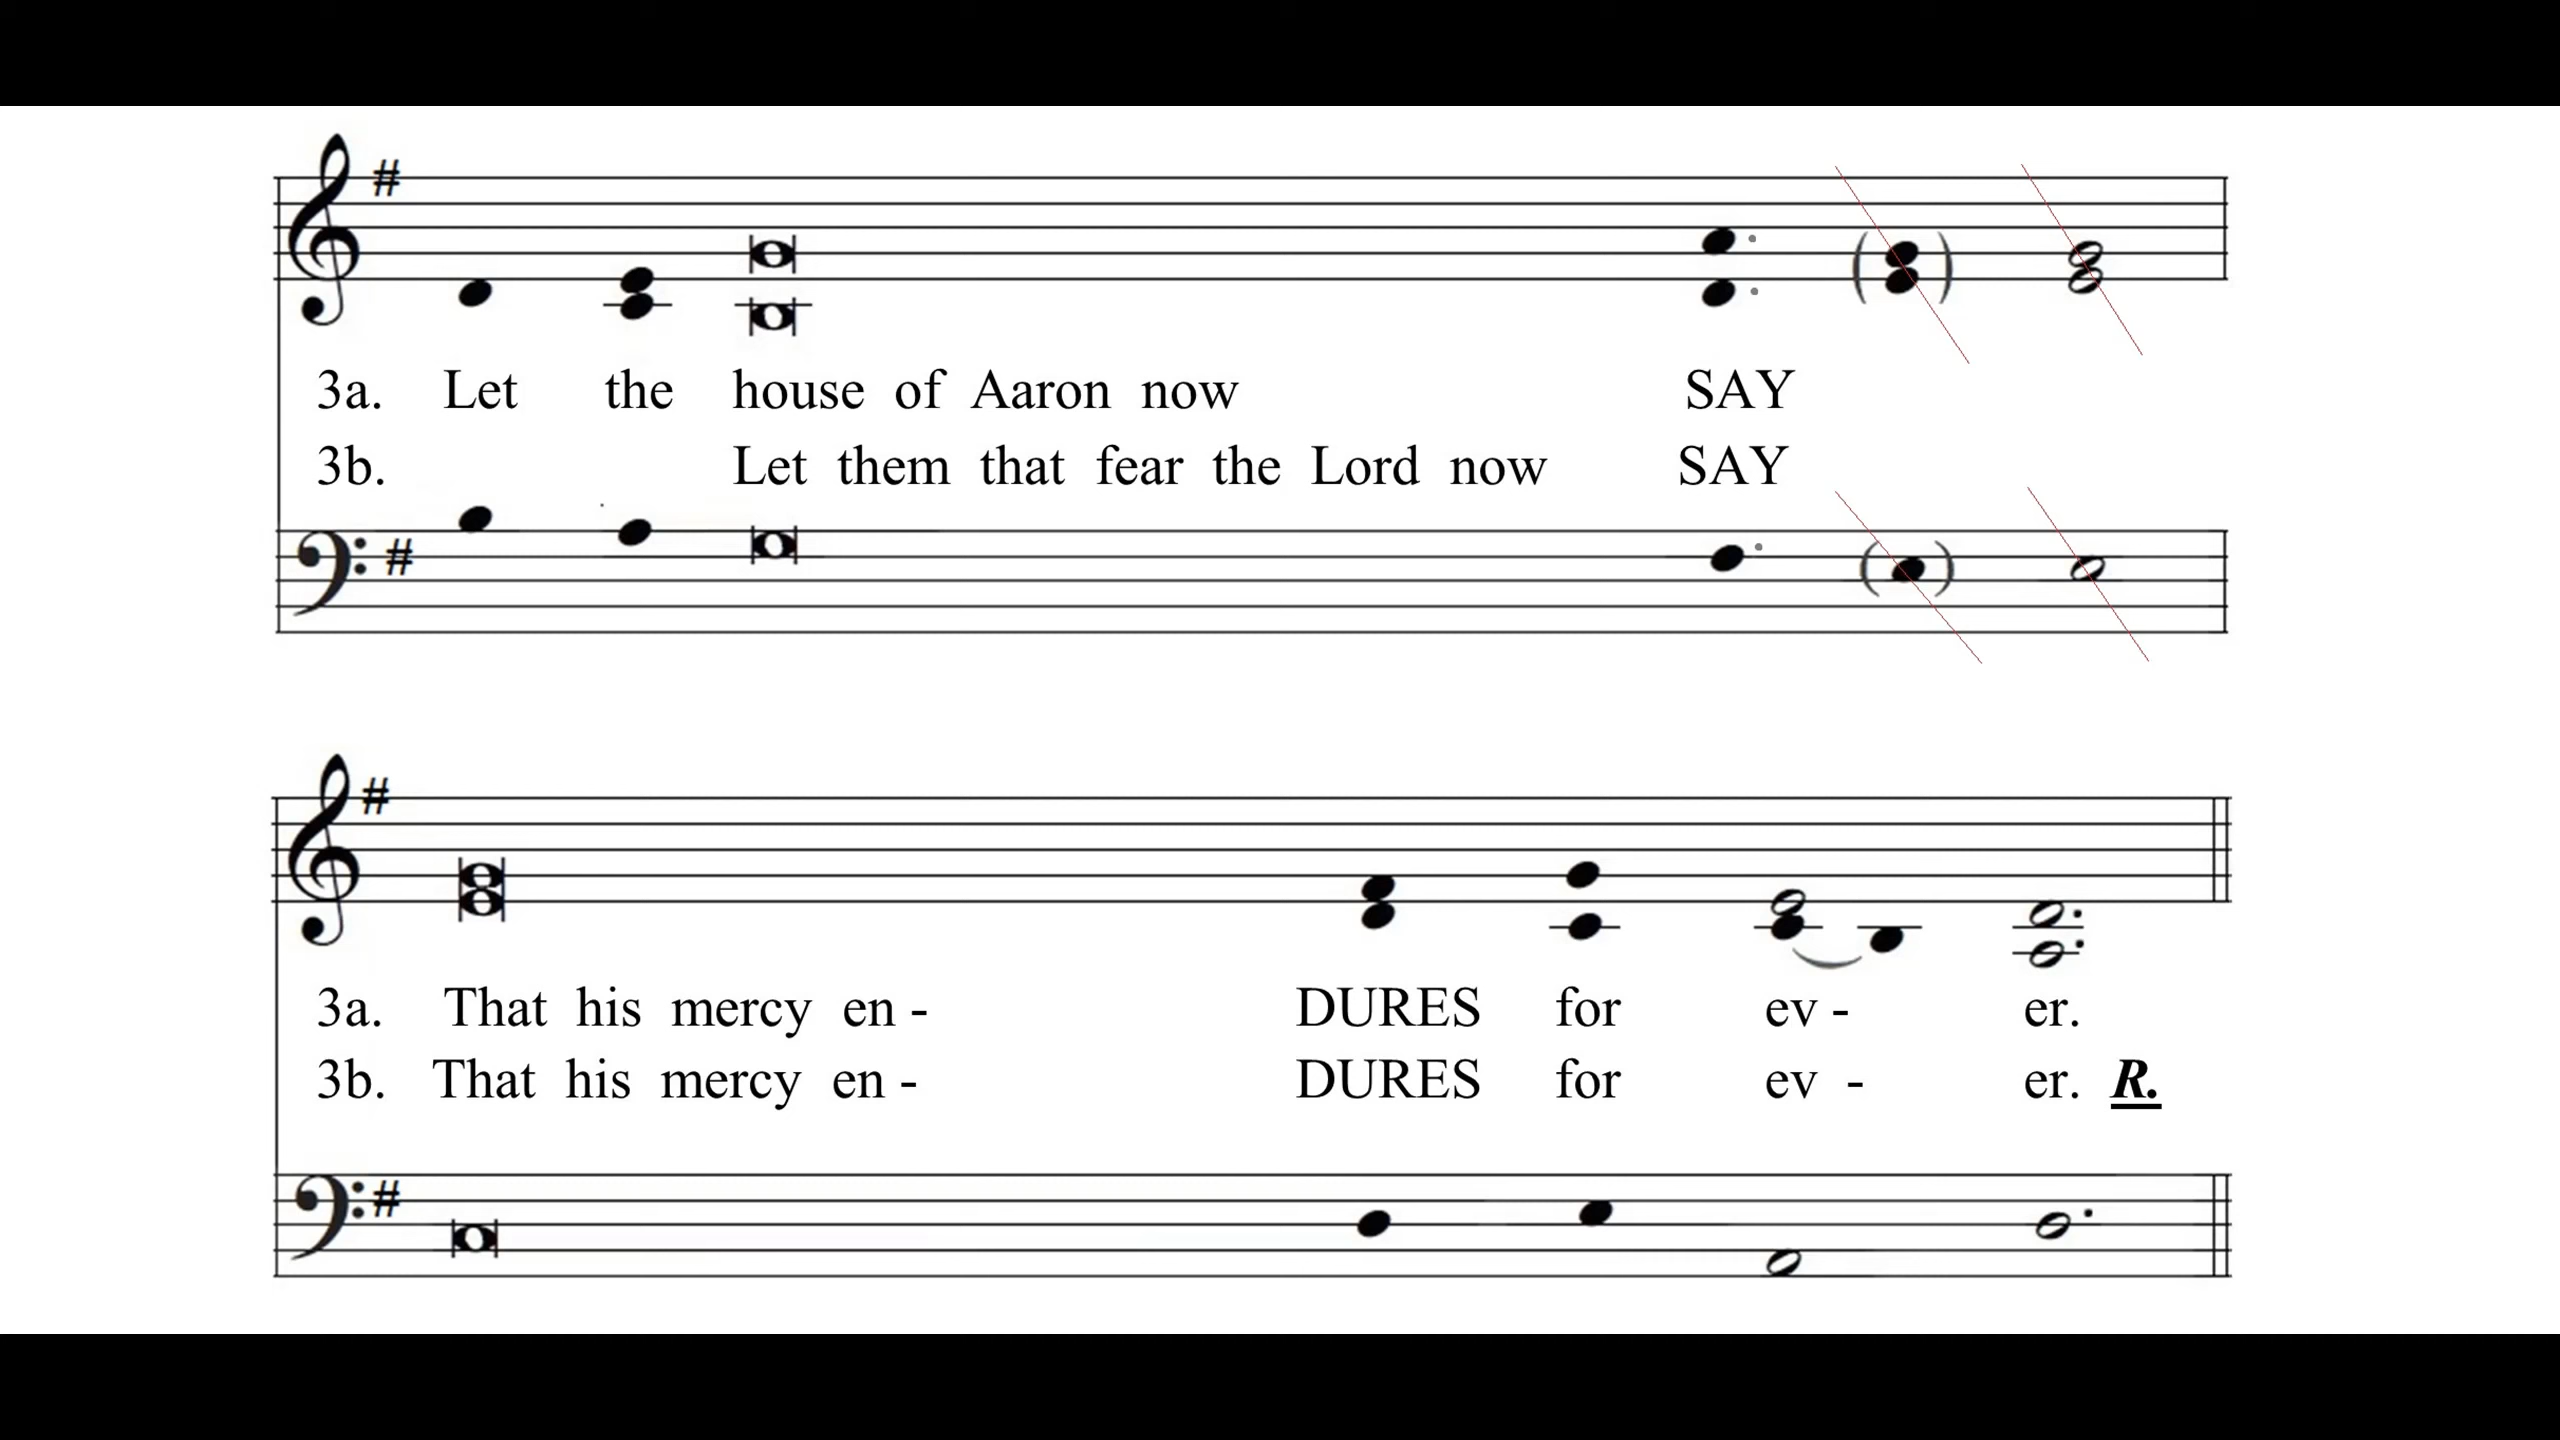 3a. Let the house of Aaron now SAY
3b. Let them that fear the Lord now SAY
3a. That his mercy en - DURES for ev - er.
3b. That his mercy en - DURES for ev - er. R.